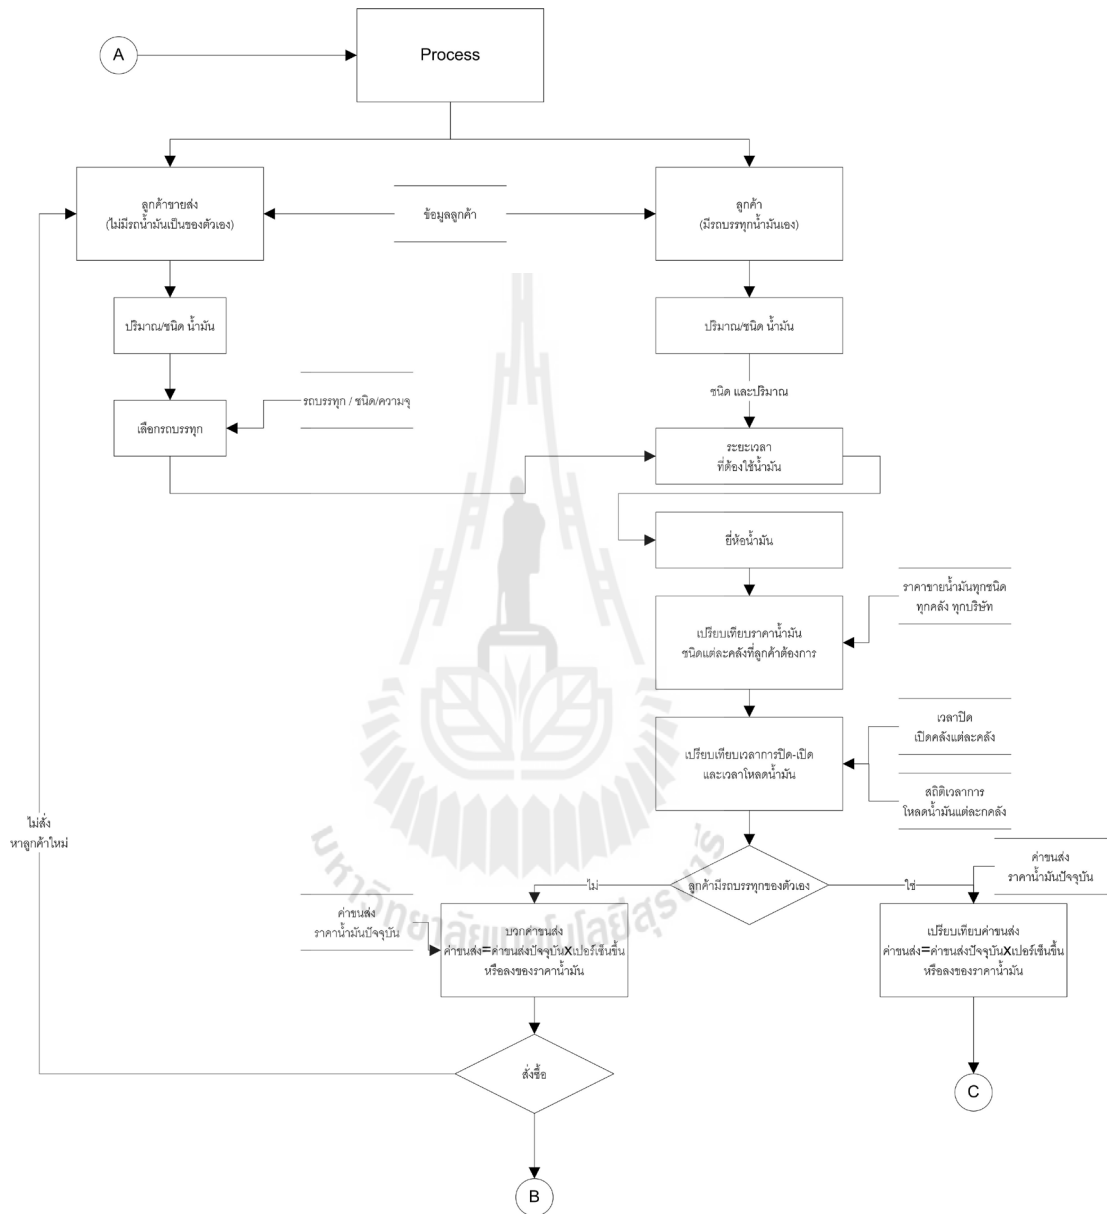 A
Process
ลูกค้าขายส่ง
(ไม่มีรถน้ำมันเป็นของตัวเอง)
ข้อมูลลูกค้า
ลูกค้า
(มีรถบรรทุกน้ำมันเอง)
ปริมาณ/ชนิด น้ำมัน
ปริมาณ/ชนิด น้ำมัน
ชนิด และปริมาณ
รถบรรทุก / ชนิด/ความจุ
เลือกรถบรรทุก
ระยะเวลา
ที่ต้องใช้น้ำมัน
ยี่ห้อน้ำมัน
ราคาขายน้ำมันทุกชนิด
ทุกคลัง ทุกบริษัท
เปรียบเทียบราคาน้ำมัน
ชนิดแต่ละคลังที่ลูกค้าต้องการ
เวลาปิด
เปิดคลังแต่ละคลัง
เปรียบเทียบเวลาการปิด-เปิด
และเวลาโหลดน้ำมัน
สถิติเวลาการ
โหลดน้ำมันแต่ละกคลัง
ไม่สั่ง
หาลูกค้าใหม่
มหาวิทยาลัยเทคโนโลยีสุรนารี
ค่าขนส่ง
ราคาน้ำมันปัจจุบัน
ไม่
ลูกค้ามีรถบรรทุกของตัวเอง
ใช่
ค่าขนส่ง
ราคาน้ำมันปัจจุบัน
บวกค่าขนส่ง
ค่าขนส่ง=ค่าขนส่งปัจจุบันxเปอร์เซ็นขึ้น
หรือลงของราคาน้ำมัน
เปรียบเทียบค่าขนส่ง
ค่าขนส่ง=ค่าขนส่งปัจจุบันxเปอร์เซ็นขึ้น
หรือลงของราคาน้ำมัน
สั่งซื้อ
C
B